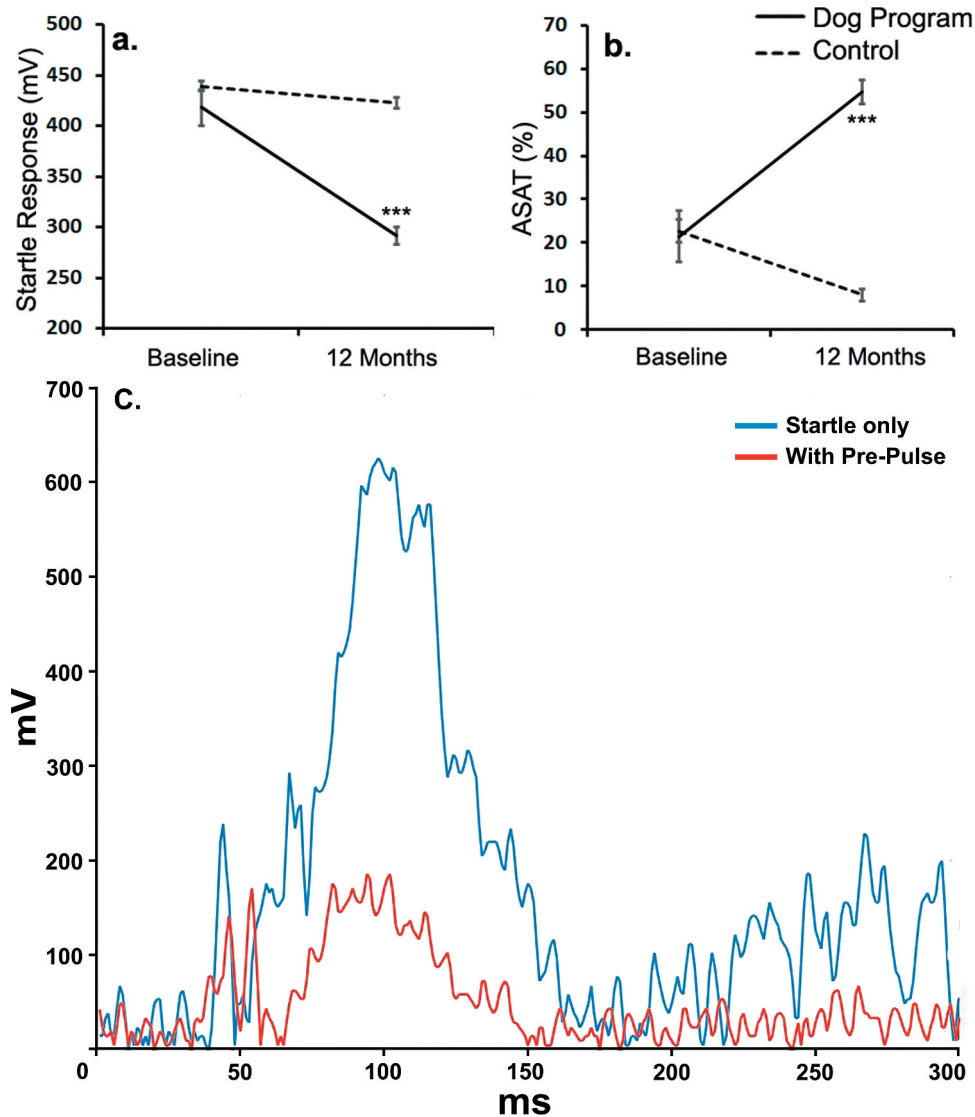 a.
Startle Response (mV)
500
450
400
350
300
250
200
Baseline 12 Months
***
b.
Dog Program
Control
ASAT (%)
70
60
50
40
30
20
10
0
Baseline 12 Months
***
C.
Startle only
With Pre-Pulse
mV
700
600
500
400
300
200
100
0 50 100 150 200 250 300
ms